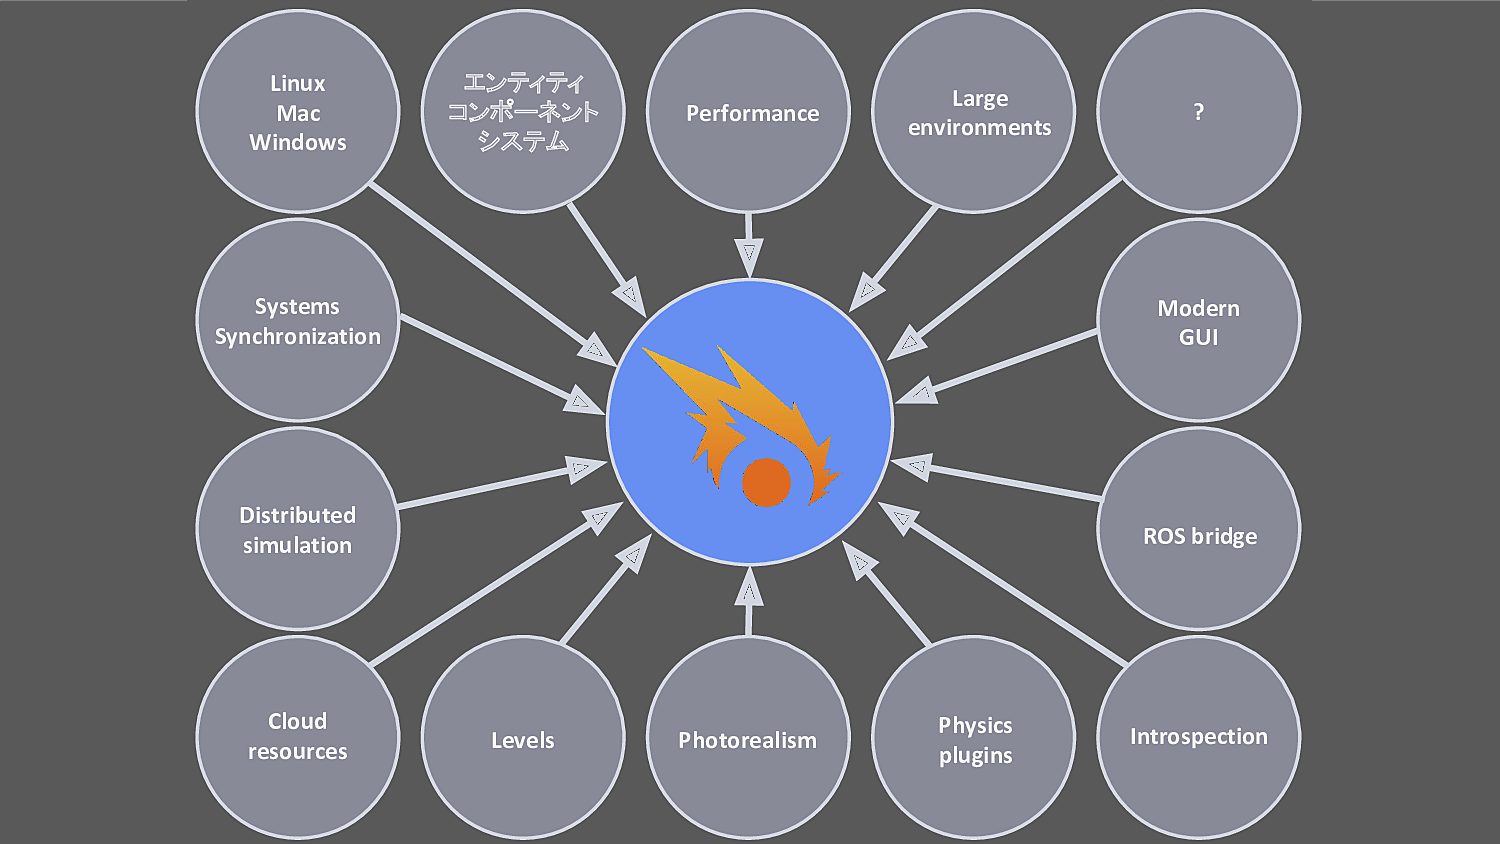 Linux
Mac
Windows
エンティティ
コンポーネント
システム
Performance
Large
environments
?
Systems
Synchronization
Modern
GUI
Distributed
simulation
ROS bridge
Cloud
resources
Levels
Photorealism
Physics
plugins
Introspection